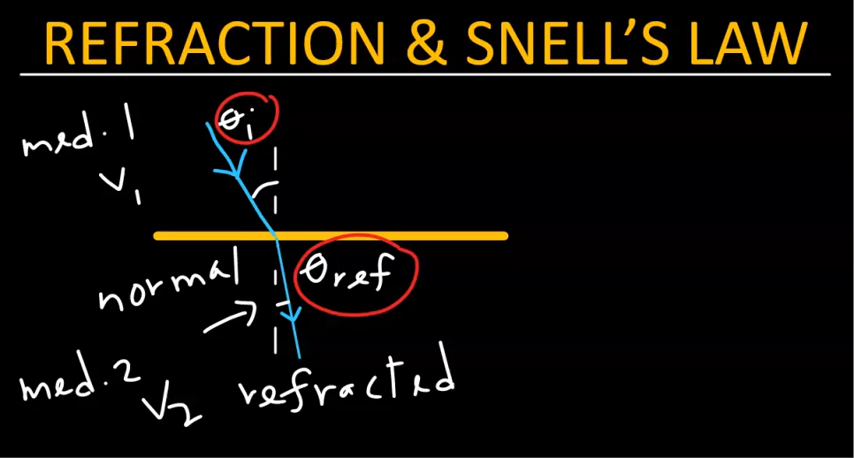 REFRACTION & SNELL'S LAW
θi
med. 1
V1
normal
θref
med. 2
V2
refracted